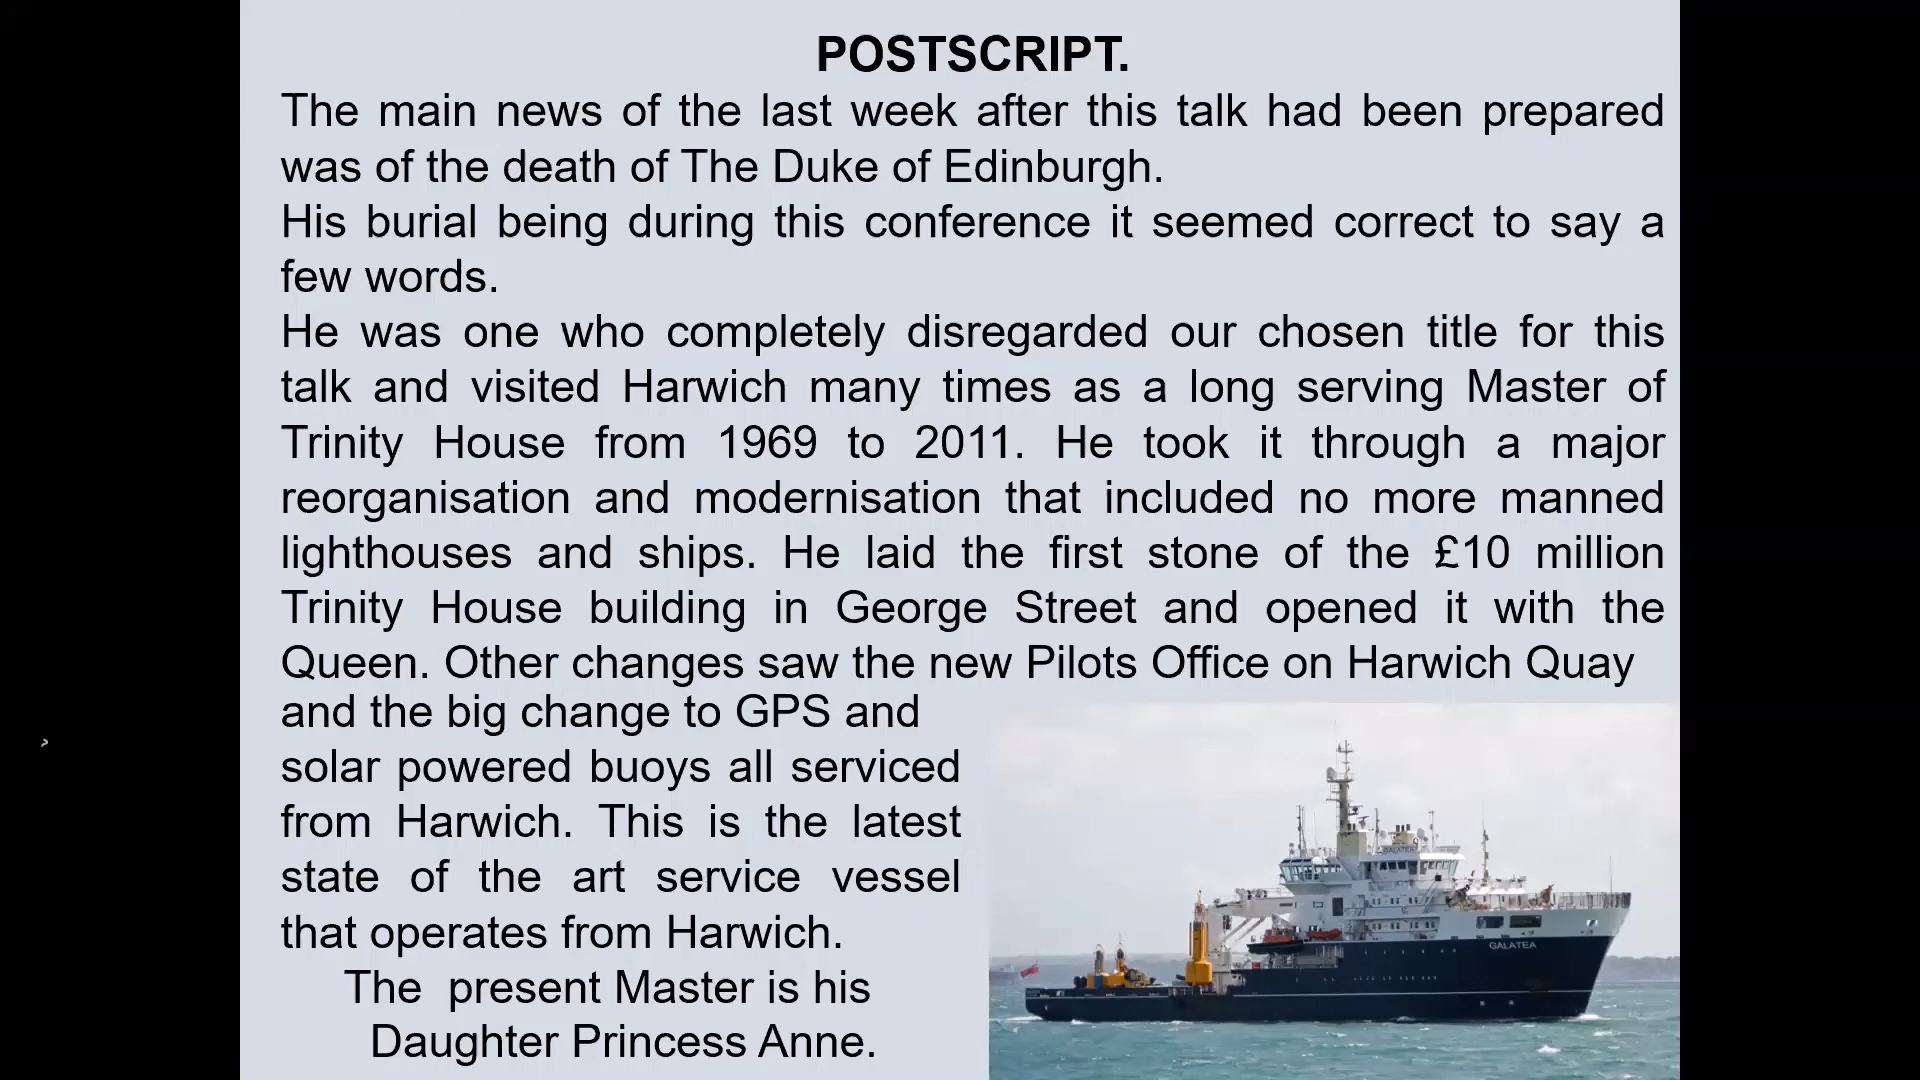 POSTSCRIPT.
The main news of the last week after this talk had been prepared
was of the death of The Duke of Edinburgh.
His burial being during this conference it seemed correct to say a
few words.
He was one who completely disregarded our chosen title for this
talk and visited Harwich many times as a long serving Master of
Trinity House from 1969 to 2011. He took it through a major
reorganisation and modernisation that included no more manned
lighthouses and ships. He laid the first stone of the £10 million
Trinity House building in George Street and opened it with the
Queen. Other changes saw the new Pilots Office on Harwich Quay
and the big change to GPS and
solar powered buoys all serviced
from Harwich. This is the latest
state of the art service vessel
that operates from Harwich.
The present Master is his
Daughter Princess Anne.
GALATEA
GALATEA